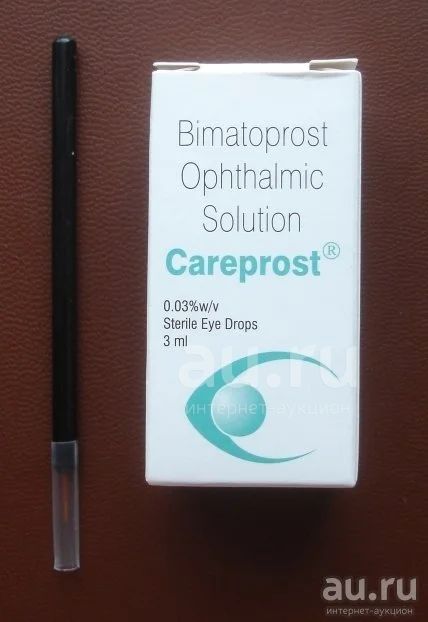 Bimatoprost
Ophthalmic
Solution
Careprost®
0.03%w/v
Sterile Eye Drops
3 ml
au.ru
интернет-аукцион
au.ru
интернет-аукцион